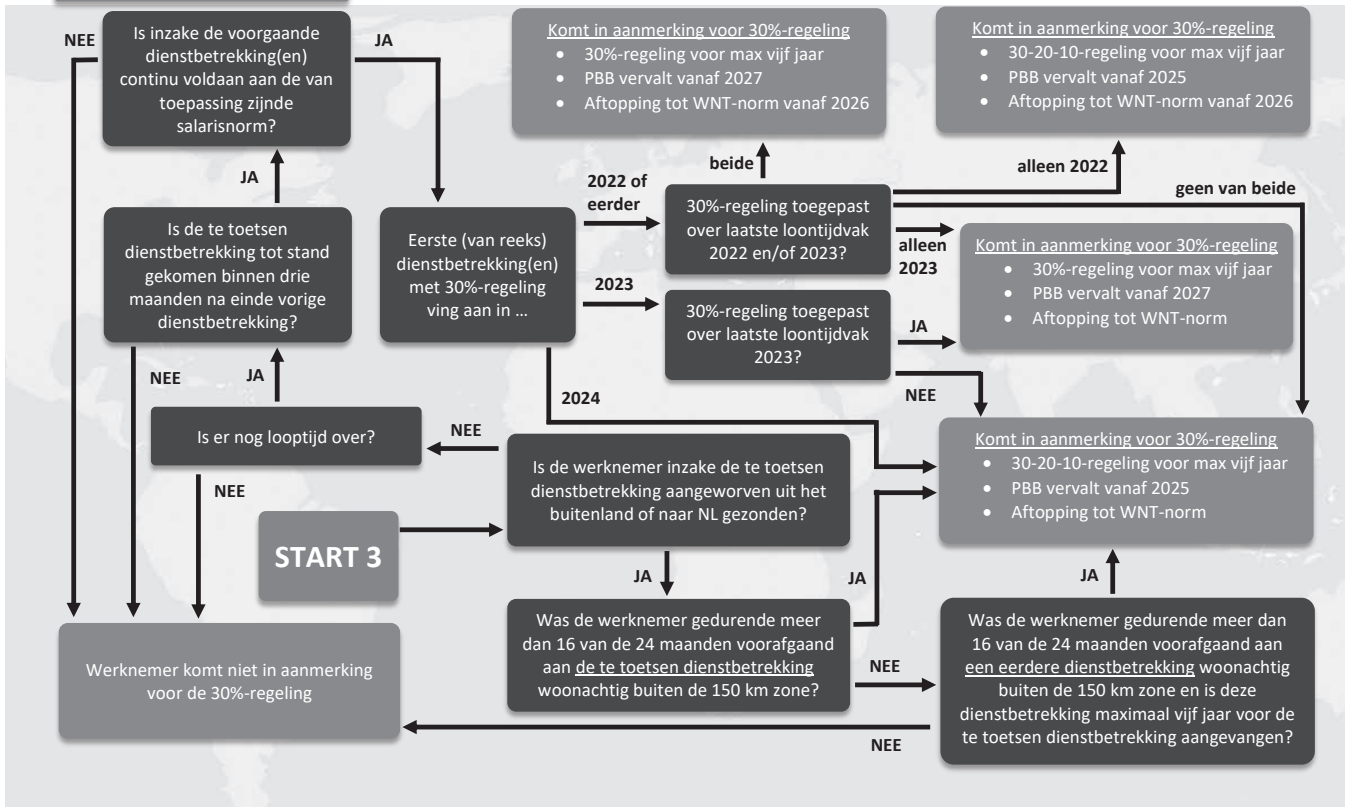 NEE
Is inzake de voorgaande
dienstbetrekking(en)
continu voldaan aan de van
toepassing zijnde
salarisnorm?
JA
Komt in aanmerking voor 30%-regeling
• 30%-regeling voor max vijf jaar
• PBB vervalt vanaf 2027
• Aftopping tot WNT-norm vanaf 2026
Komt in aanmerking voor 30%-regeling
• 30-20-10-regeling voor max vijf jaar
• PBB vervalt vanaf 2025
• Aftopping tot WNT-norm vanaf 2026
JA
beide
alleen 2022
Is de te toetsen
dienstbetrekking tot stand
gekomen binnen drie
maanden na einde vorige
dienstbetrekking?
Eerste (van reeks)
dienstbetrekking(en)
met 30%-regeling
ving aan in ...
2022 of
eerder
30%-regeling toegepast
over laatste loontijdvak
2022 en/of 2023?
geen van beide
alleen
2023
Komt in aanmerking voor 30%-regeling
• 30%-regeling voor max vijf jaar
• PBB vervalt vanaf 2027
• Aftopping tot WNT-norm
2023
30%-regeling toegepast
over laatste loontijdvak
2023?
JA
NEE
NEE
JA
2024
Is er nog looptijd over?
NEE
Is de werknemer inzake de te toetsen
dienstbetrekking aangeworven uit het
buitenland of naar NL gezonden?
Komt in aanmerking voor 30%-regeling
• 30-20-10-regeling voor max vijf jaar
• PBB vervalt vanaf 2025
• Aftopping tot WNT-norm
NEE
START 3
JA
JA
JA
Werknemer komt niet in aanmerking
voor de 30%-regeling
Was de werknemer gedurende meer
dan 16 van de 24 maanden voorafgaand
aan de te toetsen dienstbetrekking
woonachtig buiten de 150 km zone?
NEE
Was de werknemer gedurende meer dan
16 van de 24 maanden voorafgaand aan
een eerdere dienstbetrekking woonachtig
buiten de 150 km zone en is deze
dienstbetrekking maximaal vijf jaar voor de
te toetsen dienstbetrekking aangevangen?
NEE